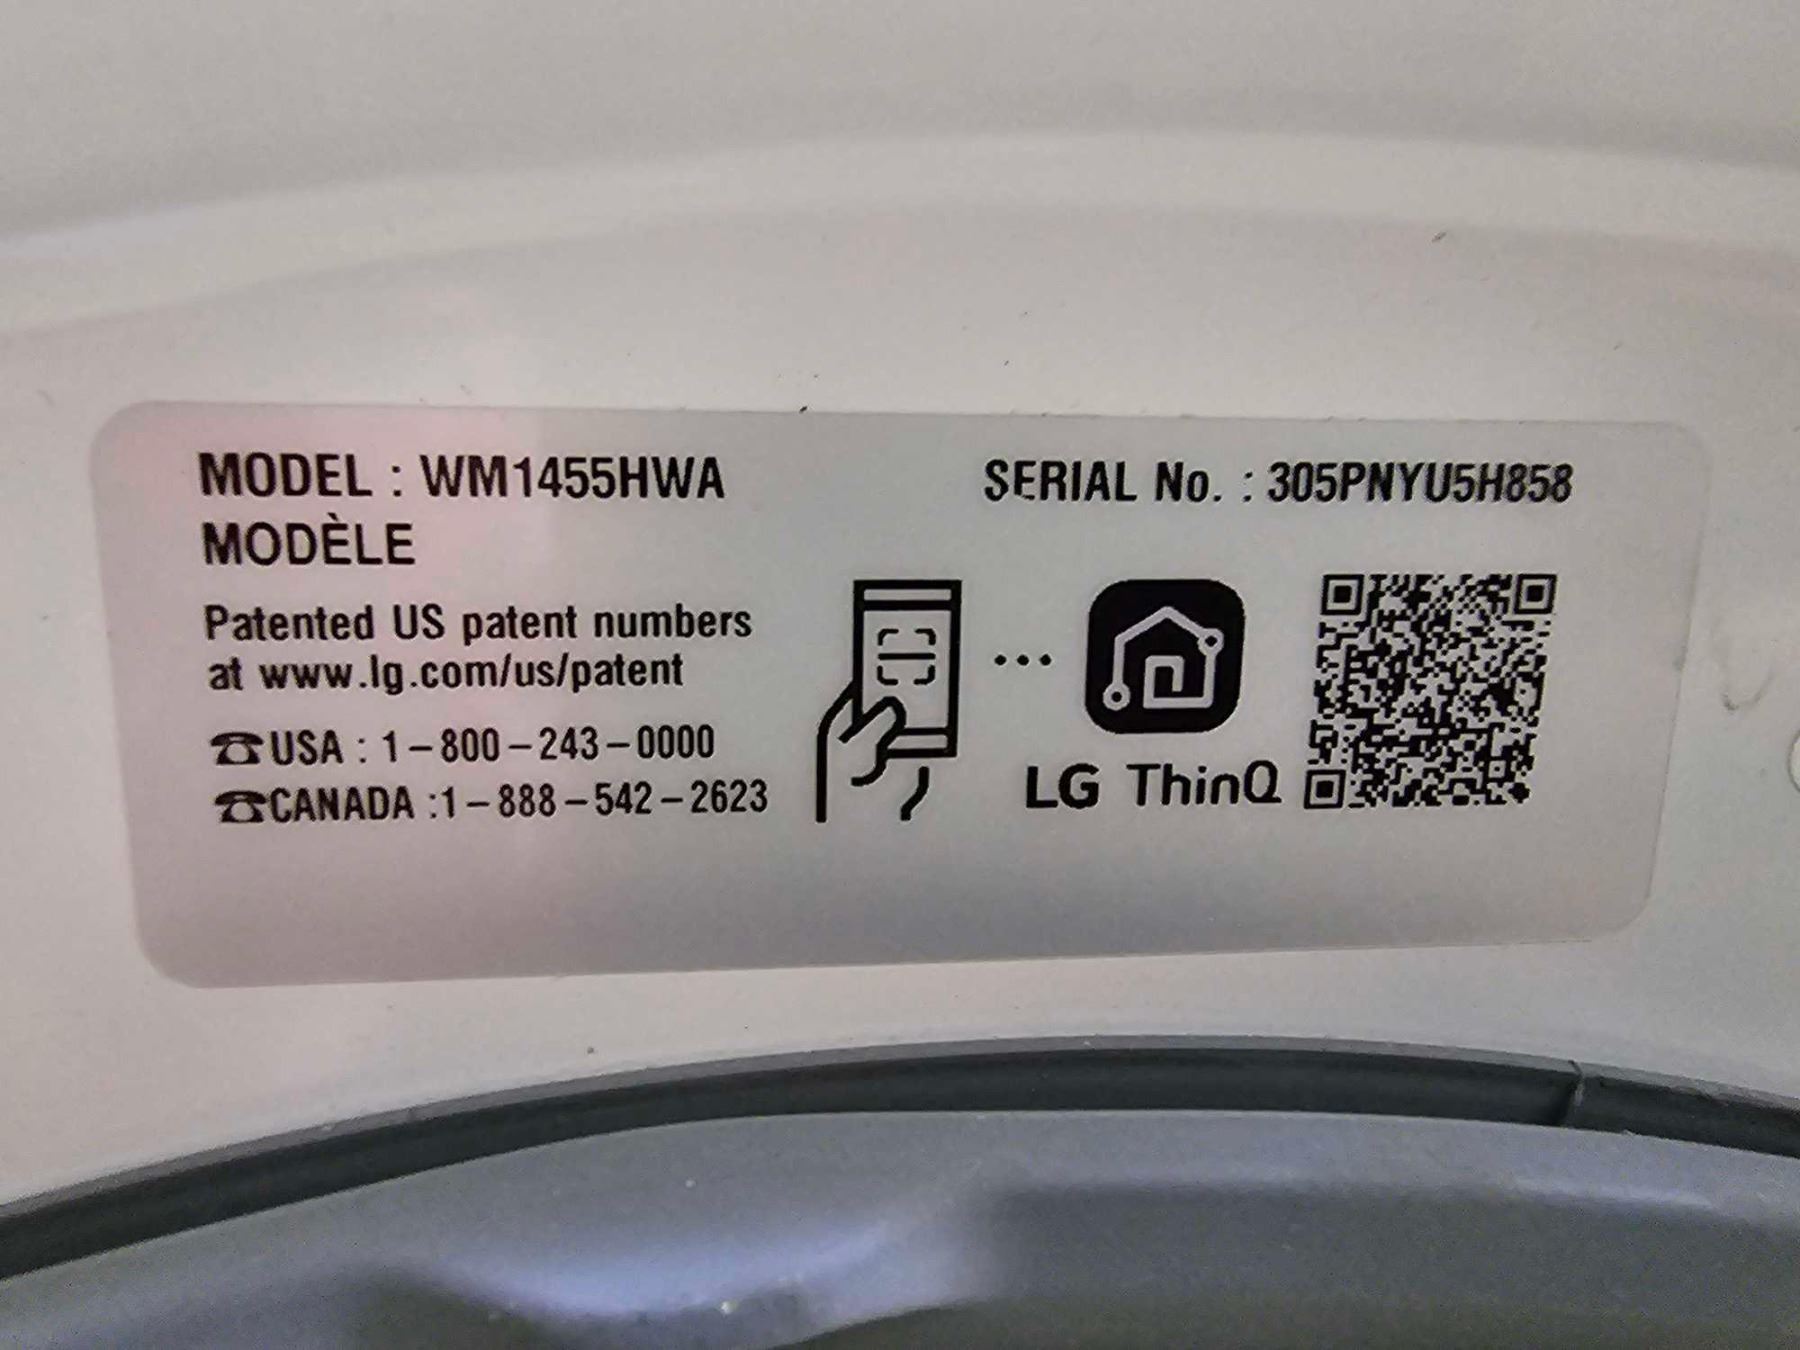 MODEL : WM1455HWA
MODÈLE
SERIAL No. : 305PNYU5H858
Patented US patent numbers
at www.lg.com/us/patent
☎USA : 1-800-243-0000
☎CANADA :1-888-542-2623
LG ThinQ